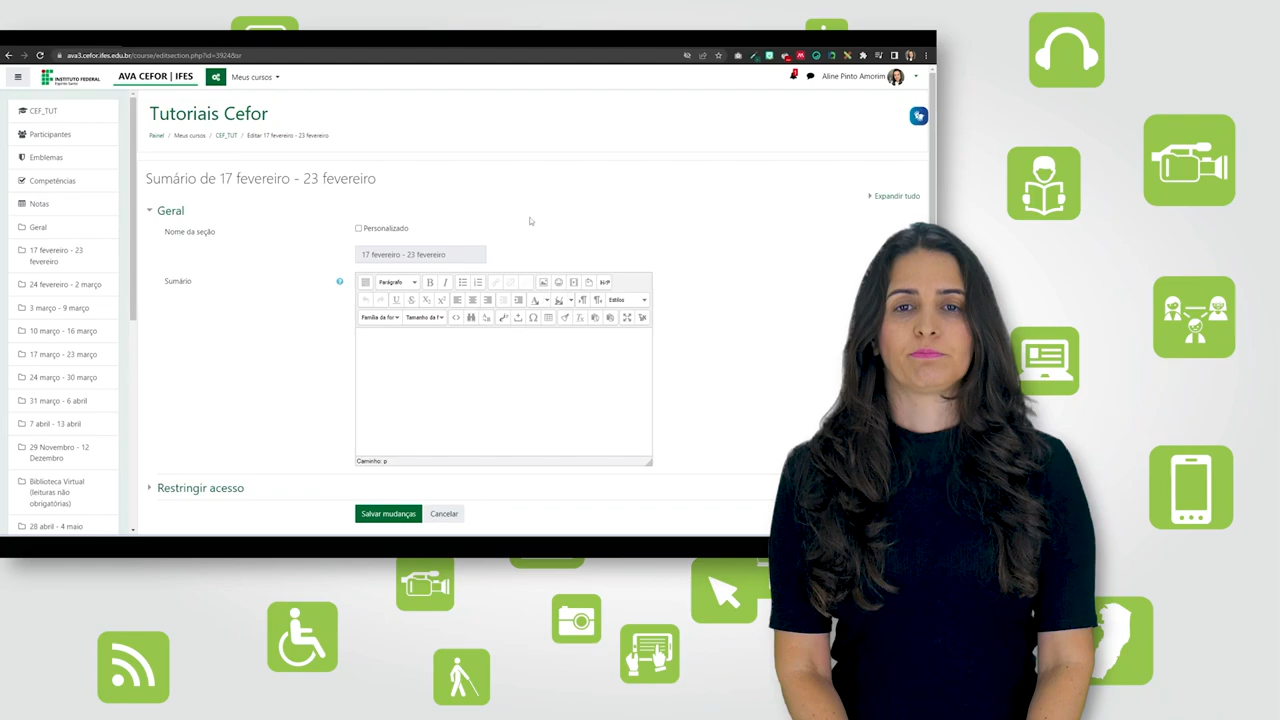 ava3.cefor.ifes.edu.br/course/editsection.php?id=3924&sr
INSTITUTO FEDERAL
Espírito Santo
AVA CEFOR | IFES
Meus cursos
Aline Pinto Amorim
CEF_TUT
Participantes
Emblemas
Competências
Notas
Geral
17 fevereiro - 23
fevereiro
24 fevereiro - 2 março
3 março - 9 março
10 março - 16 março
17 março - 23 março
24 março - 30 março
31 março - 6 abril
7 abril - 13 abril
29 Novembro - 12
Dezembro
Biblioteca Virtual
(leituras não
obrigatórias)
28 abril - 4 maio
Tutoriais Cefor
Painel / Meus cursos / CEF_TUT / Editar 17 fevereiro - 23 fevereiro
Sumário de 17 fevereiro - 23 fevereiro
Expandir tudo
Geral
Nome da seção
Personalizado
17 fevereiro - 23 fevereiro
Sumário
Parágrafo
Estilos
Família da for
Tamanho da f
Caminho: p
Restringir acesso
Salvar mudanças
Cancelar